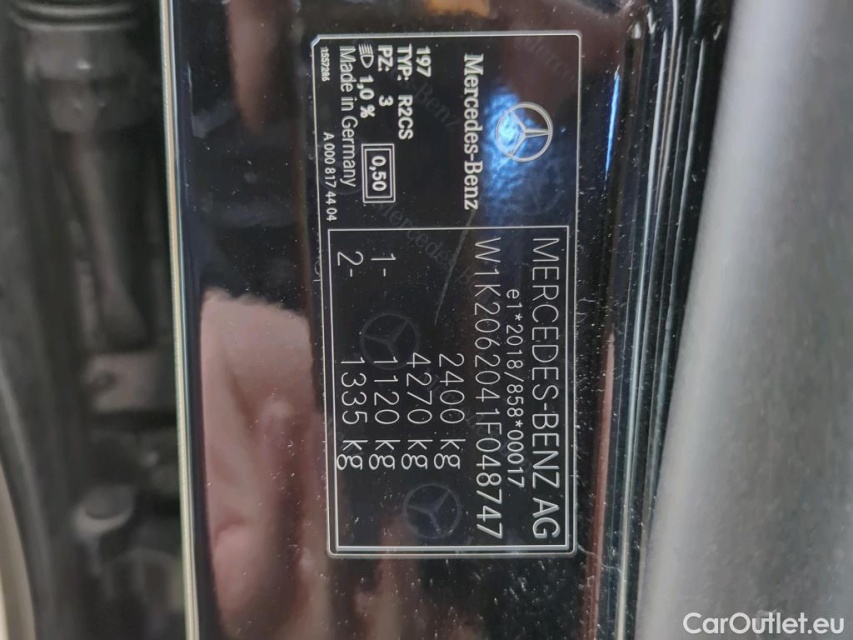 Mercedes-Benz
197
TYP: R2CS
PZ: 3
1,0 %
0,50
Made in Germany
1557286
A 000 817 44 04
MERCEDES-BENZ AG
e1*2018/858*00017
W1K2062041F048747
2400 kg
4270 kg
1- 1120 kg
2- 1335 kg
CarOutlet.eu